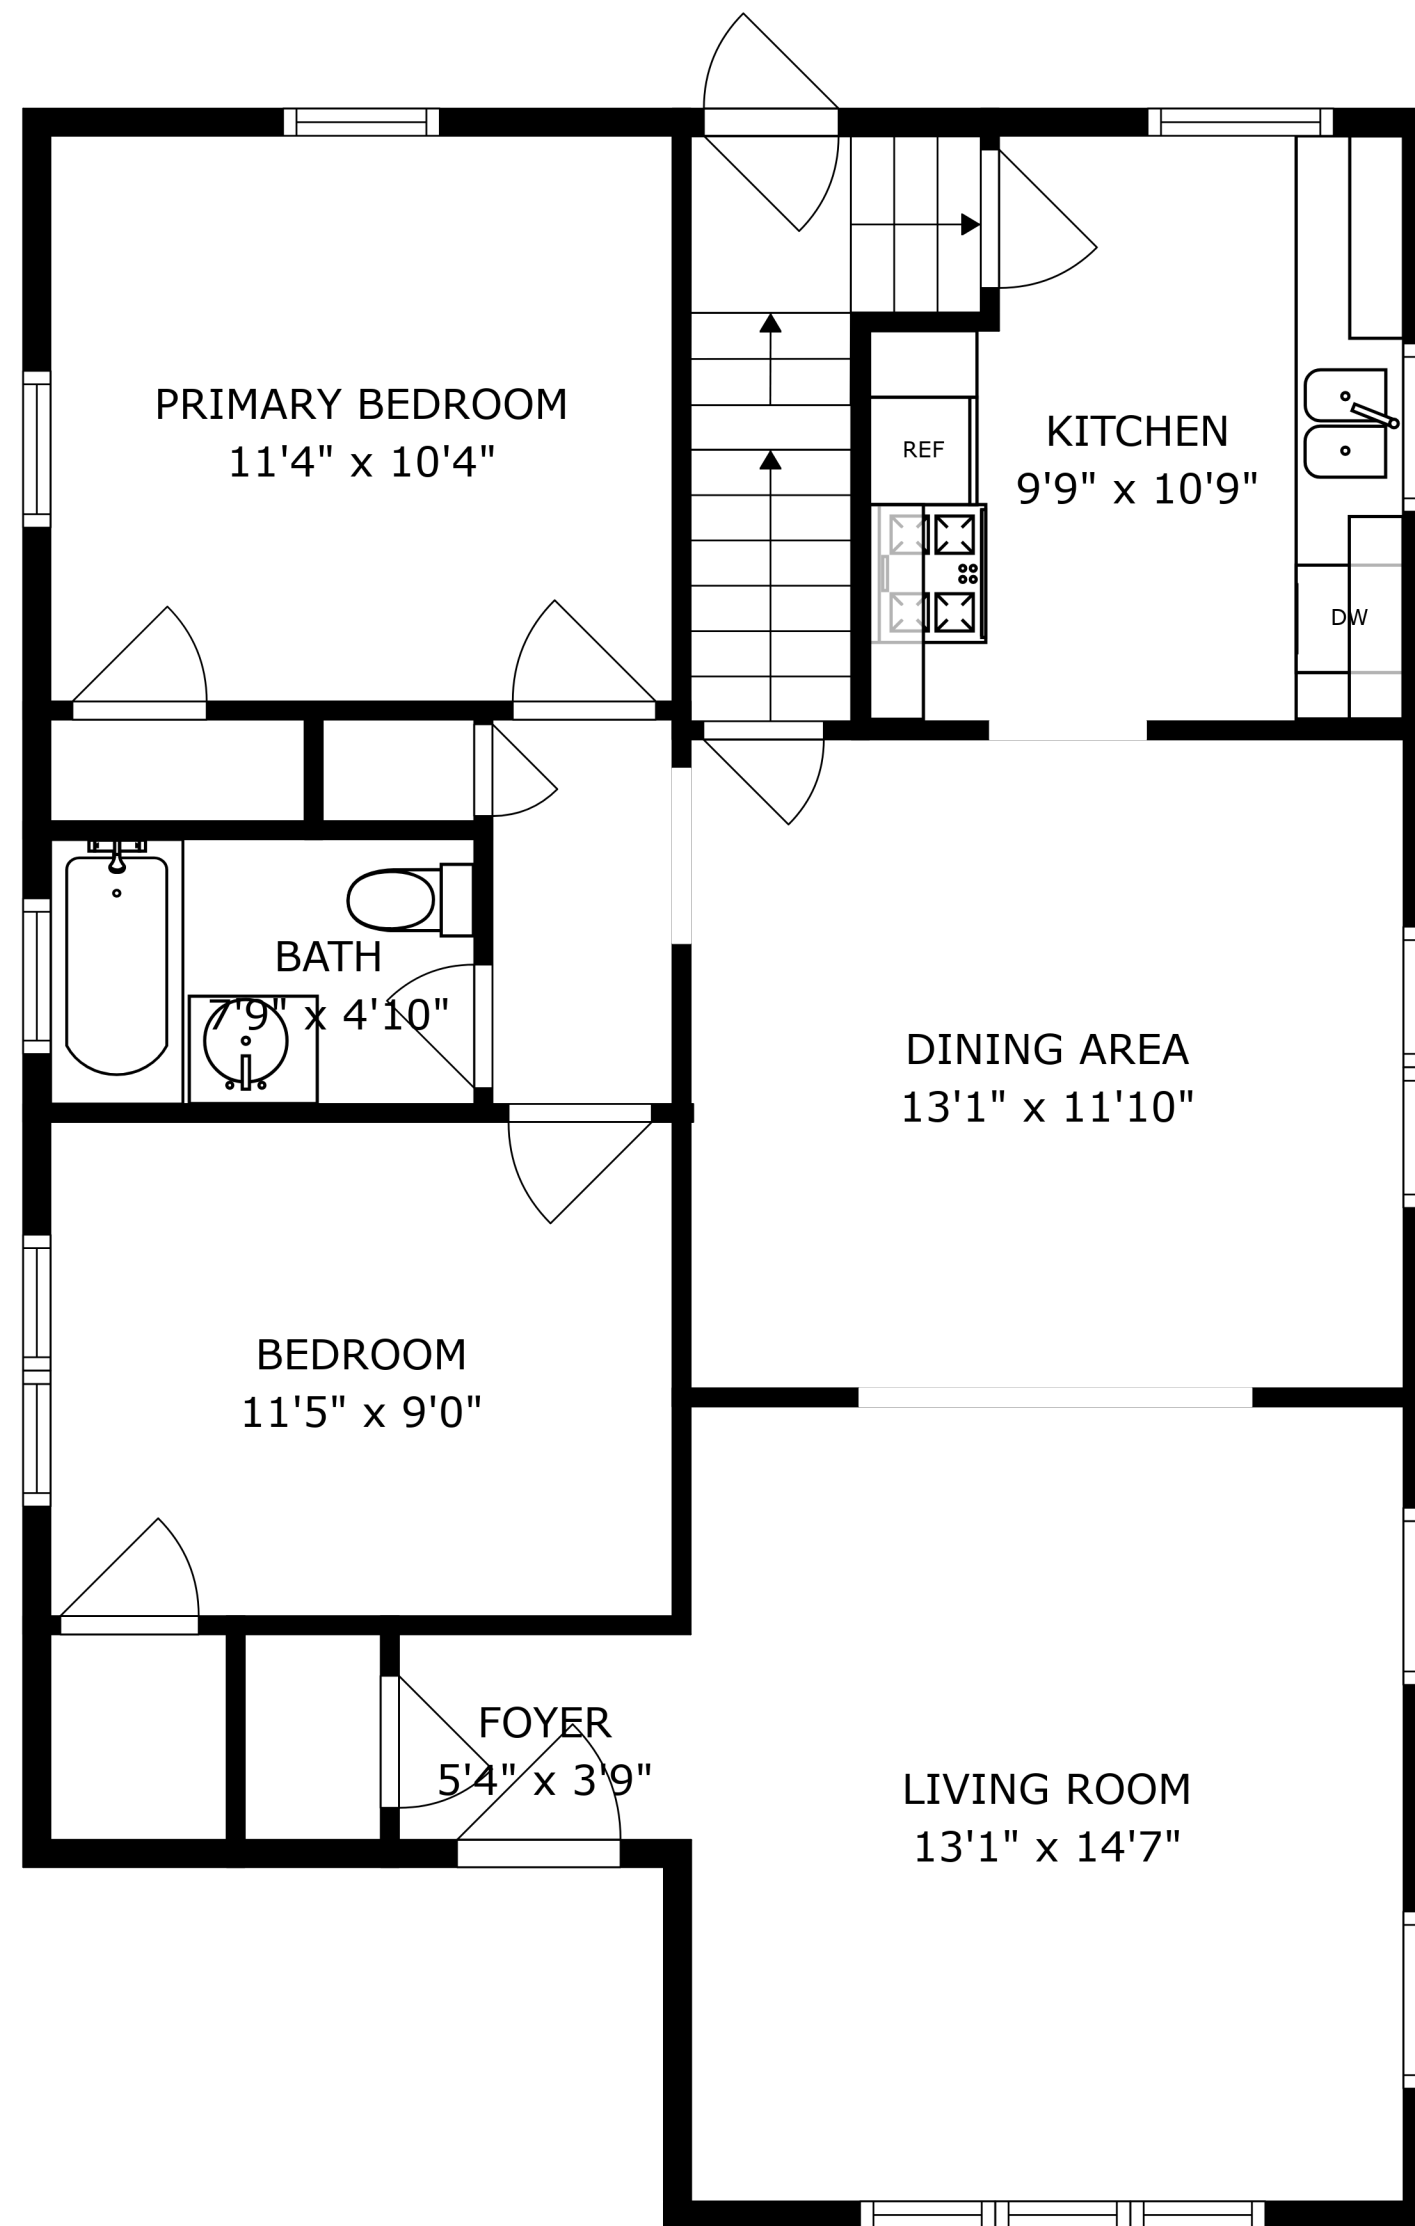 PRIMARY BEDROOM
11'4" x 10'4"
KITCHEN
9'9" x 10'9"
REF
DW
BATH
7'9" x 4'10"
DINING AREA
13'1" x 11'10"
BEDROOM
11'5" x 9'0"
FOYER
5'4" x 3'9"
LIVING ROOM
13'1" x 14'7"